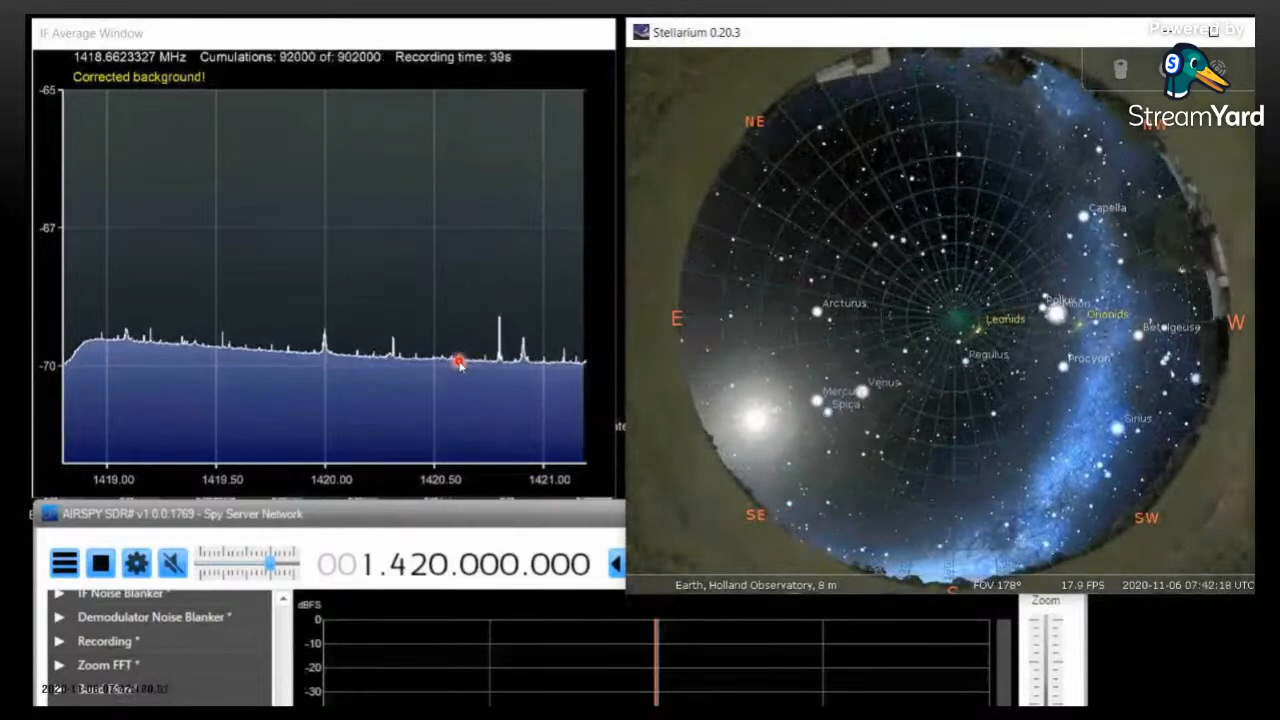 IF Average Window
1418.6623327 MHz Cumulations: 92000 of: 902000 Recording time: 39s
Corrected background!
-65
-67
-70
1419.00 1419.50 1420.00 1420.50 1421.00
Stellarium 0.20.3
Powered by
StreamYard
NE
Capella
E
Arcturus
Leonids
Pollux
Orionids
Betelgeuse
W
Regulus
Procyon
Venus
Spica
Sirius
SE
SW
S
Earth, Holland Observatory, 8 m FOV 178° 17.9 FPS 2020-11-06 07:42:18 UTC
AIRSPY SDR# v1.0.0.1769 - Spy Server Network
001.420.000.000
IF Noise Blanker *
Demodulator Noise Blanker *
Recording *
Zoom FFT *
dBFS
0
-10
-20
-30
Zoom